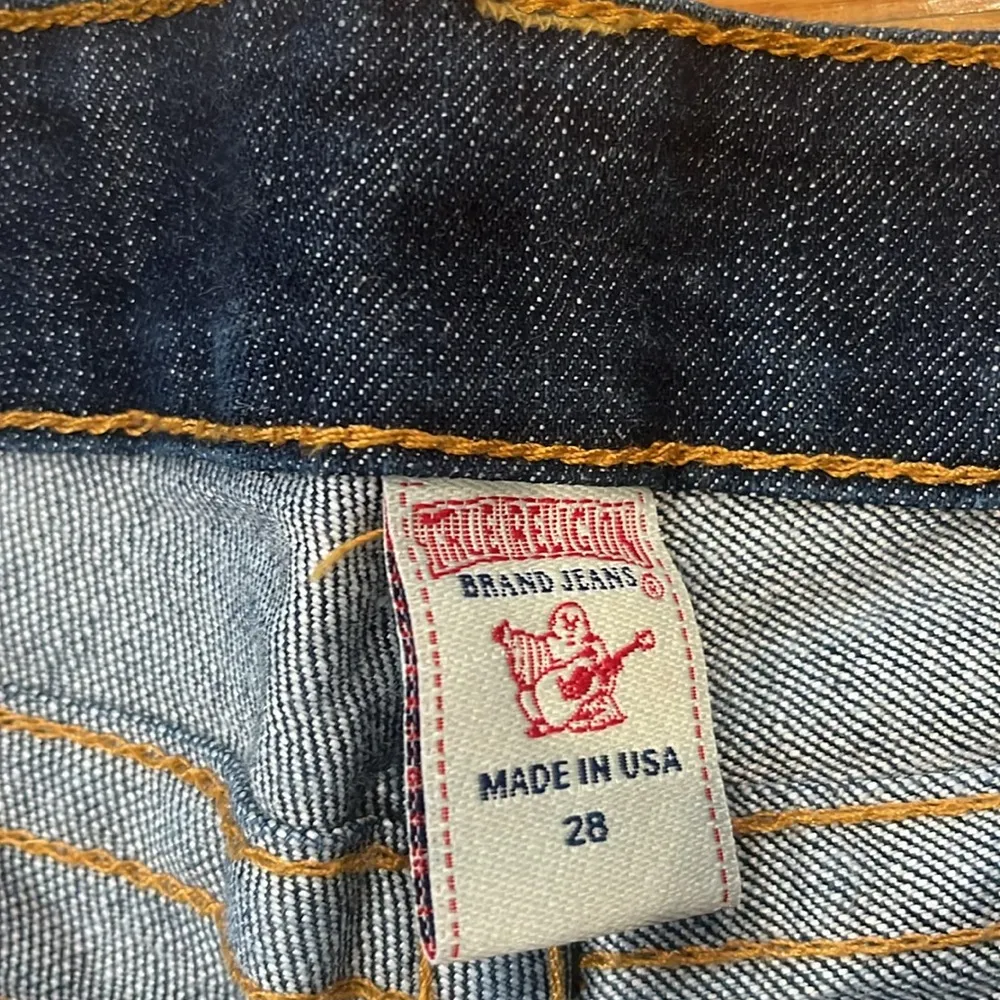 TRUE RELIGION
BRAND JEANS ®
MADE IN USA
28